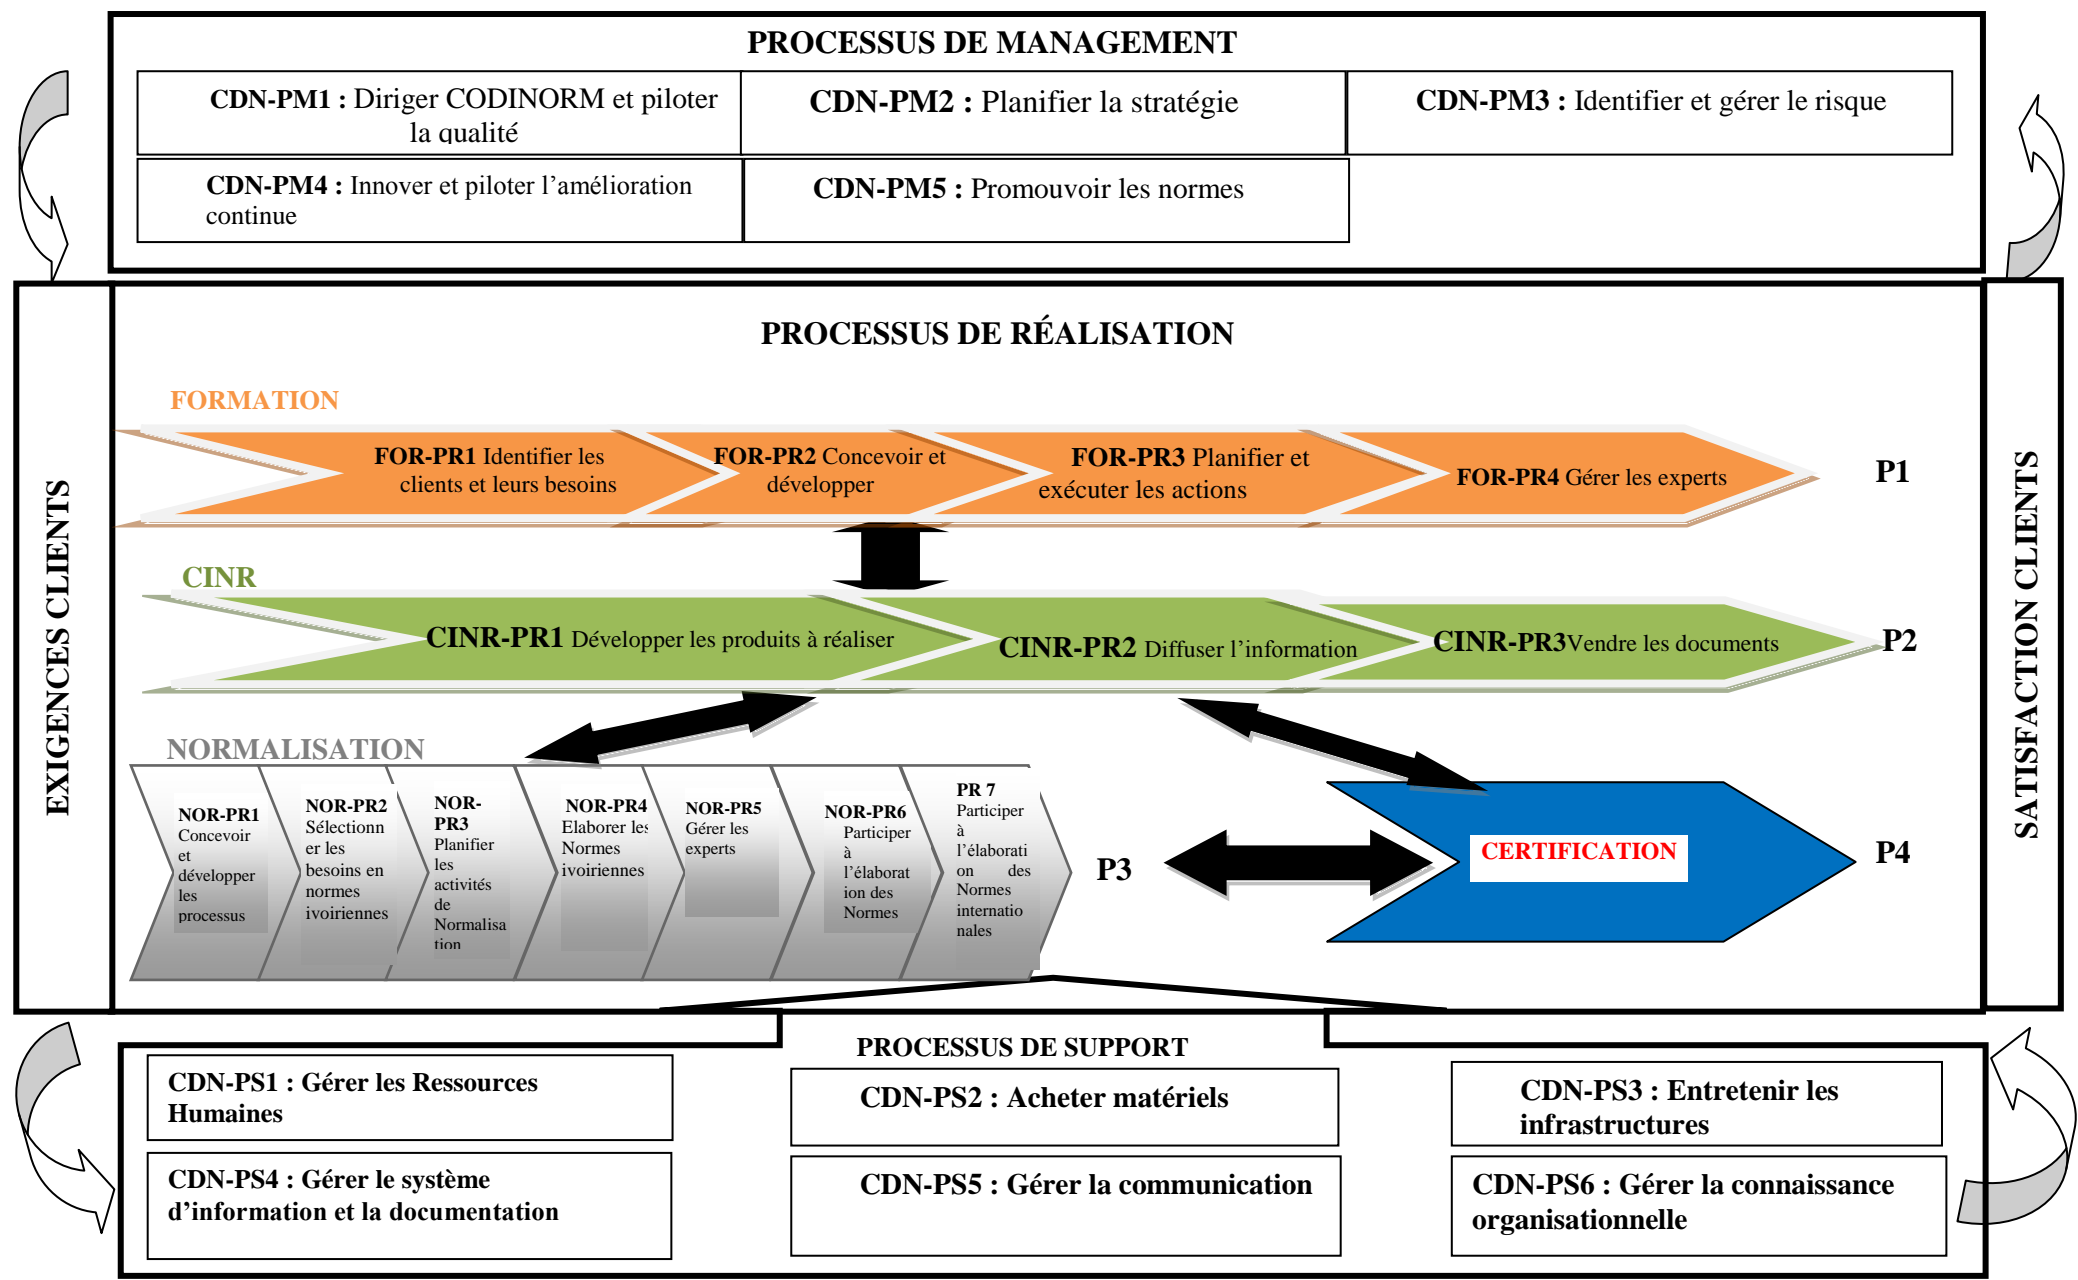 PROCESSUS DE MANAGEMENT
CDN-PM1 : Diriger CODINORM et piloter
la qualité
CDN-PM2 : Planifier la stratégie
CDN-PM3 : Identifier et gérer le risque
CDN-PM4 : Innover et piloter l’amélioration
continue
CDN-PM5 : Promouvoir les normes
EXIGENCES CLIENTS
PROCESSUS DE RÉALISATION
FORMATION
FOR-PR1 Identifier les
clients et leurs besoins
FOR-PR2 Concevoir et
développer
FOR-PR3 Planifier et
exécuter les actions
FOR-PR4 Gérer les experts
P1
CINR
CINR-PR1 Développer les produits à réaliser
CINR-PR2 Diffuser l’information
CINR-PR3Vendre les documents
P2
NORMALISATION
NOR-PR1
Concevoir
et
développer
les
processus
NOR-PR2
Sélectionn
er les
besoins en
normes
ivoiriennes
NOR-
PR3
Planifier
les
activités
de
Normalisa
tion
NOR-PR4
Elaborer les
Normes
ivoiriennes
NOR-PR5
Gérer les
experts
NOR-PR6
Participer
à
l’élaborat
ion des
Normes
PR 7
Participer
à
l’élaborati
on des
Normes
internatio
nales
P3
CERTIFICATION
P4
SATISFACTION CLIENTS
PROCESSUS DE SUPPORT
CDN-PS1 : Gérer les Ressources
Humaines
CDN-PS2 : Acheter matériels
CDN-PS3 : Entretenir les
infrastructures
CDN-PS4 : Gérer le système
d’information et la documentation
CDN-PS5 : Gérer la communication
CDN-PS6 : Gérer la connaissance
organisationnelle